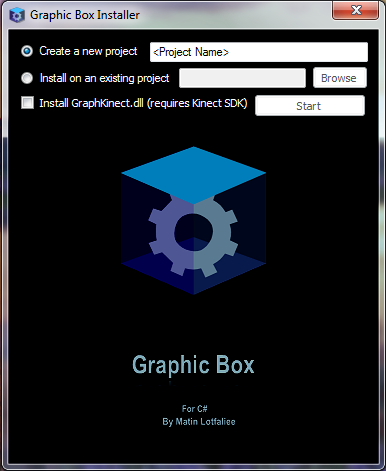 Graphic Box Installer
Create a new project <Project Name>
Install on an existing project Browse
Install GraphKinect.dll (requires Kinect SDK) Start
Graphic Box
For C#
By Matin Lotfaliee